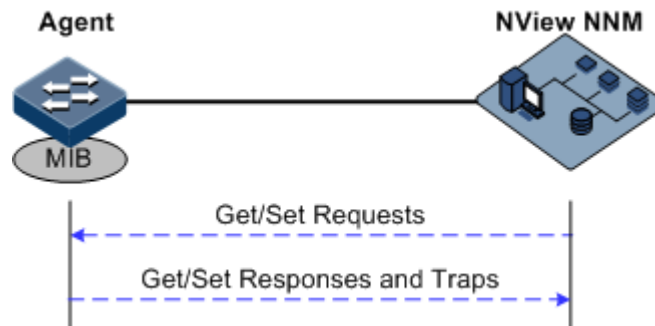 Agent
NView NNM
MIB
Get/Set Requests
Get/Set Responses and Traps